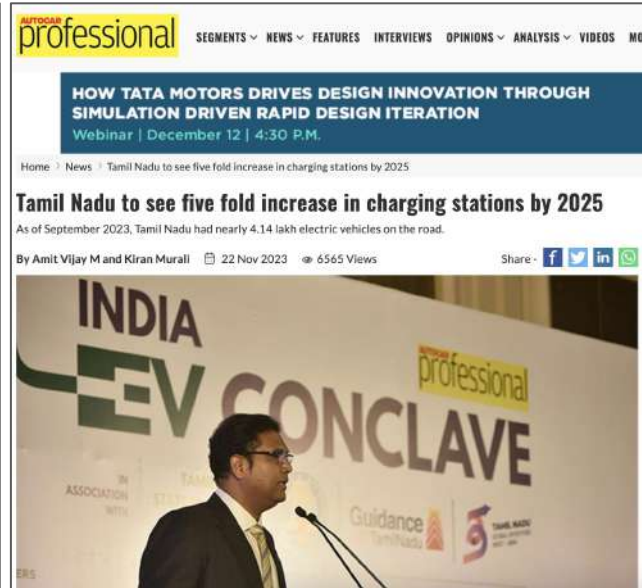 AUTOCAR
professional
SEGMENTS NEWS FEATURES INTERVIEWS OPINIONS ANALYSIS VIDEOS MO
HOW TATA MOTORS DRIVES DESIGN INNOVATION THROUGH
SIMULATION DRIVEN RAPID DESIGN ITERATION
Webinar | December 12 | 4:30 P.M.
Home > News > Tamil Nadu to see five fold increase in charging stations by 2025
Tamil Nadu to see five fold increase in charging stations by 2025
As of September 2023, Tamil Nadu had nearly 4.14 lakh electric vehicles on the road.
By Amit Vijay M and Kiran Murali 22 Nov 2023 6565 Views Share -
INDIA
AUTOCAR
professional
EV CONCLAVE
IN
ASSOCIATION
WITH
Guidance
TamilNadu
TAMIL NADU
ERS